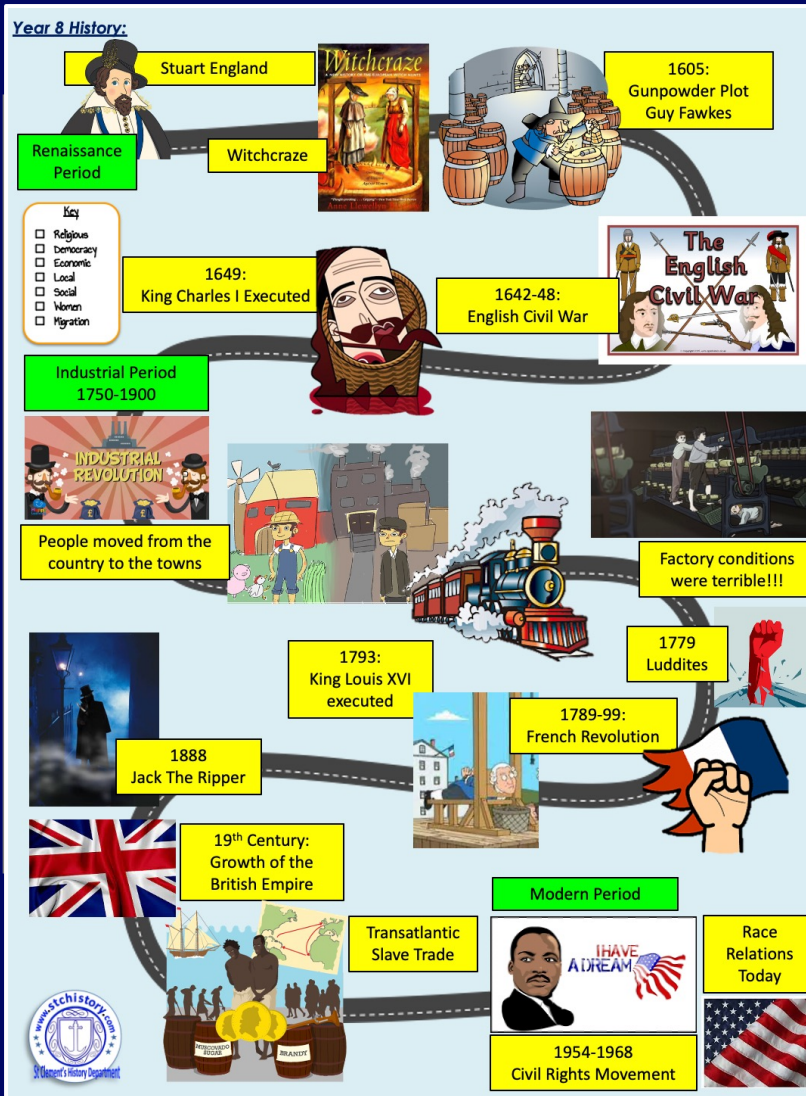 Year 8 History:
Stuart England
Witchcraze
1605:
Gunpowder Plot
Guy Fawkes
Renaissance
Period
Witchcraze
Key
Religious
Democracy
Economic
Local
Social
Women
Migration
1649:
King Charles I Executed
1642-48:
English Civil War
The
English
Civil War
Industrial Period
1750-1900
INDUSTRIAL
REVOLUTION
People moved from the
country to the towns
Factory conditions
were terrible!!!
1779
Luddites
1793:
King Louis XVI
executed
1789-99:
French Revolution
1888
Jack The Ripper
19th Century:
Growth of the
British Empire
Modern Period
Transatlantic
Slave Trade
I HAVE
A DREAM
Race
Relations
Today
MUSCOVADO
SUGAR
BRANDY
1954-1968
Civil Rights Movement
www.stchistory.com
St Clement's History Department